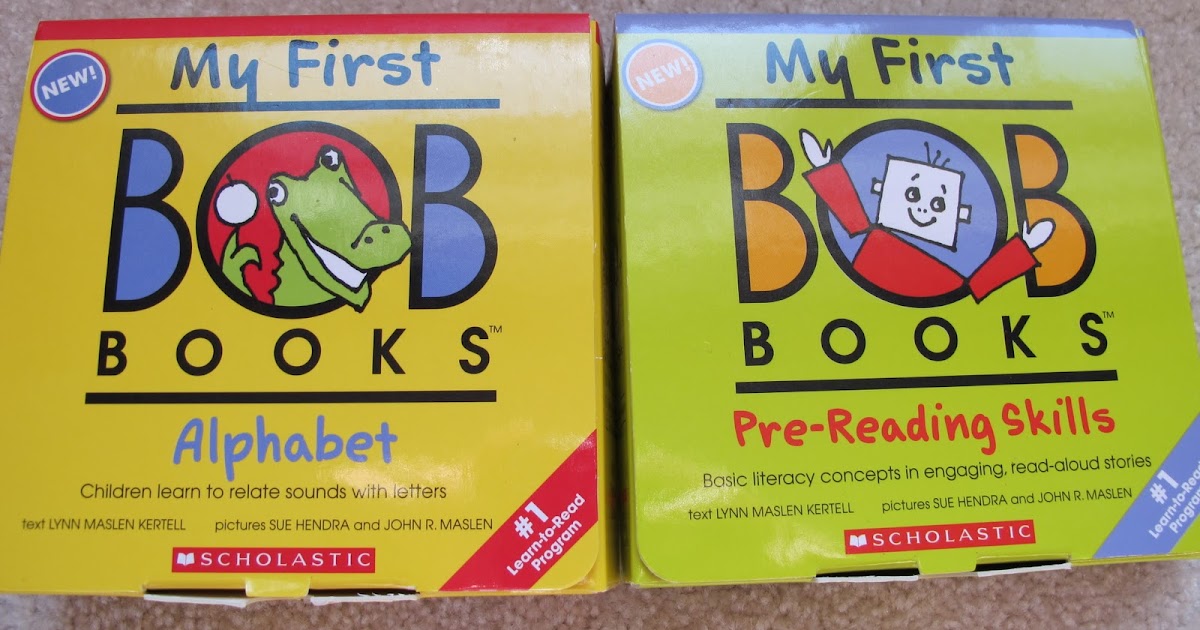 NEW!
My First
BOB
BOOKS™
Alphabet
Children learn to relate sounds with letters
text LYNN MASLEN KERTELL pictures SUE HENDRA and JOHN R. MASLEN
#1
Learn-to-Read
Program
SCHOLASTIC
NEW!
My First
BOB
BOOKS™
Pre-Reading Skills
Basic literacy concepts in engaging, read-aloud stories
text LYNN MASLEN KERTELL pictures SUE HENDRA and JOHN R. MASLEN
#1
Learn-to-Read
Program
SCHOLASTIC